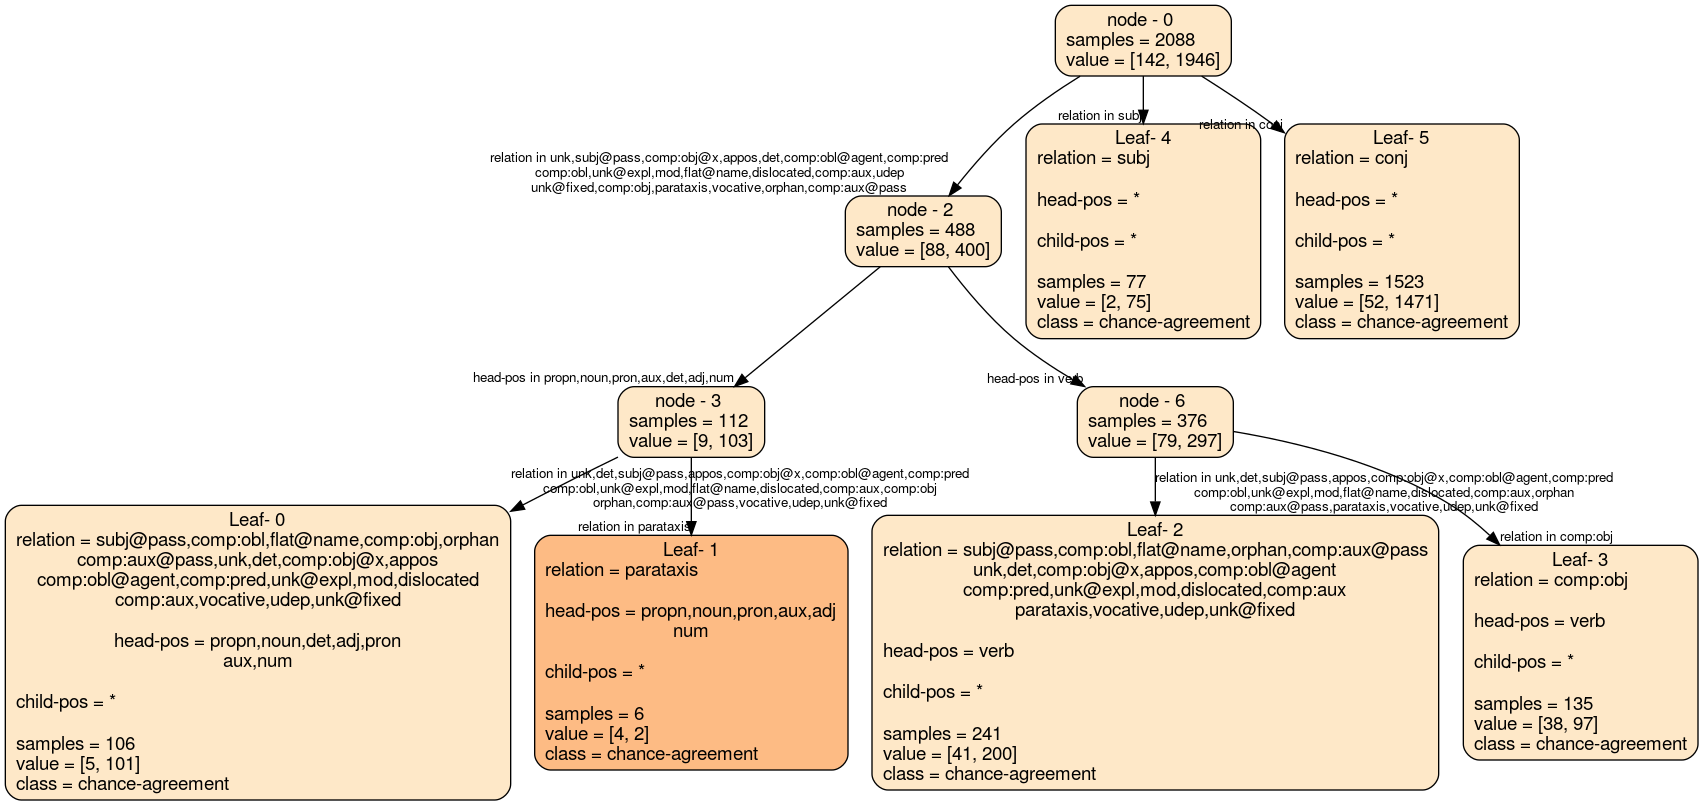 node - 0
samples = 2088
value = [142, 1946]
relation in subj
relation in conj
relation in unk,subj@pass,comp:obj@x,appos,det,comp:obl@agent,comp:pred
comp:obl,unk@expl,mod,flat@name,dislocated,comp:aux,udep
unk@fixed,comp:obj,parataxis,vocative,orphan,comp:aux@pass
Leaf- 4
relation = subj
head-pos = *
child-pos = *
samples = 77
value = [2, 75]
class = chance-agreement
Leaf- 5
relation = conj
head-pos = *
child-pos = *
samples = 1523
value = [52, 1471]
class = chance-agreement
node - 2
samples = 488
value = [88, 400]
head-pos in propn,noun,pron,aux,det,adj,num
head-pos in verb
node - 3
samples = 112
value = [9, 103]
node - 6
samples = 376
value = [79, 297]
relation in unk,det,subj@pass,appos,comp:obj@x,comp:obl@agent,comp:pred
comp:obl,unk@expl,mod,flat@name,dislocated,comp:aux,comp:obj
orphan,comp:aux@pass,vocative,udep,unk@fixed
relation in parataxis
relation in unk,det,subj@pass,appos,comp:obj@x,comp:obl@agent,comp:pred
comp:obl,unk@expl,mod,flat@name,dislocated,comp:aux,orphan
comp:aux@pass,parataxis,vocative,udep,unk@fixed
relation in comp:obj
Leaf- 0
relation = subj@pass,comp:obl,flat@name,comp:obj,orphan
comp:aux@pass,unk,det,comp:obj@x,appos
comp:obl@agent,comp:pred,unk@expl,mod,dislocated
comp:aux,vocative,udep,unk@fixed
head-pos = propn,noun,det,adj,pron
aux,num
child-pos = *
samples = 106
value = [5, 101]
class = chance-agreement
Leaf- 1
relation = parataxis
head-pos = propn,noun,pron,aux,adj
num
child-pos = *
samples = 6
value = [4, 2]
class = chance-agreement
Leaf- 2
relation = subj@pass,comp:obl,flat@name,orphan,comp:aux@pass
unk,det,comp:obj@x,appos,comp:obl@agent
comp:pred,unk@expl,mod,dislocated,comp:aux
parataxis,vocative,udep,unk@fixed
head-pos = verb
child-pos = *
samples = 241
value = [41, 200]
class = chance-agreement
Leaf- 3
relation = comp:obj
head-pos = verb
child-pos = *
samples = 135
value = [38, 97]
class = chance-agreement